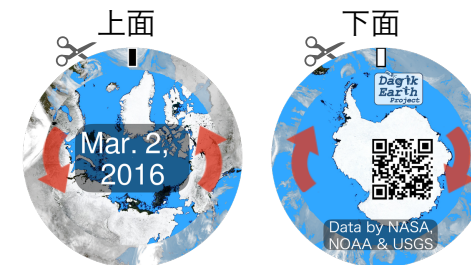 上面
下面
Mar. 2,
2016
Dagik
Earth
Project
Data by NASA,
NOAA & USGS